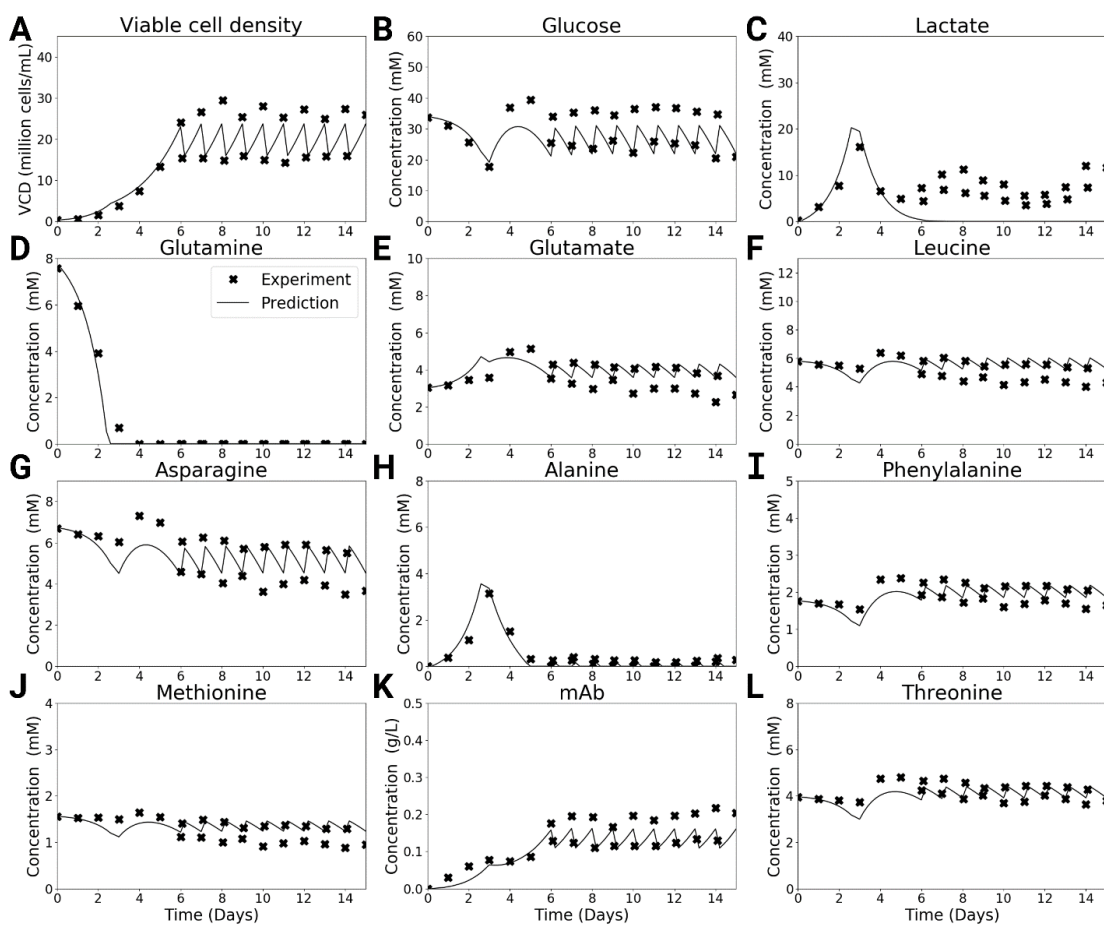 A Viable cell density
VCD (million cells/mL)
40
30
20
10
0
0 2 4 6 8 10 12 14
B Glucose
Concentration (mM)
60
50
40
30
20
10
0
0 2 4 6 8 10 12 14
C Lactate
Concentration (mM)
40
30
20
10
0
0 2 4 6 8 10 12 14
D Glutamine
Concentration (mM)
8
6
4
2
0
0 2 4 6 8 10 12 14
Experiment
Prediction
E Glutamate
Concentration (mM)
10
8
6
4
2
0
0 2 4 6 8 10 12 14
F Leucine
Concentration (mM)
12
10
8
6
4
2
0
0 2 4 6 8 10 12 14
G Asparagine
Concentration (mM)
8
6
4
2
0
0 2 4 6 8 10 12 14
H Alanine
Concentration (mM)
8
6
4
2
0
0 2 4 6 8 10 12 14
I Phenylalanine
Concentration (mM)
5
4
3
2
1
0
0 2 4 6 8 10 12 14
J Methionine
Concentration (mM)
4
3
2
1
0
0 2 4 6 8 10 12 14
Time (Days)
K mAb
Concentration (g/L)
0.5
0.4
0.3
0.2
0.1
0.0
0 2 4 6 8 10 12 14
Time (Days)
L Threonine
Concentration (mM)
8
6
4
2
0
0 2 4 6 8 10 12 14
Time (Days)